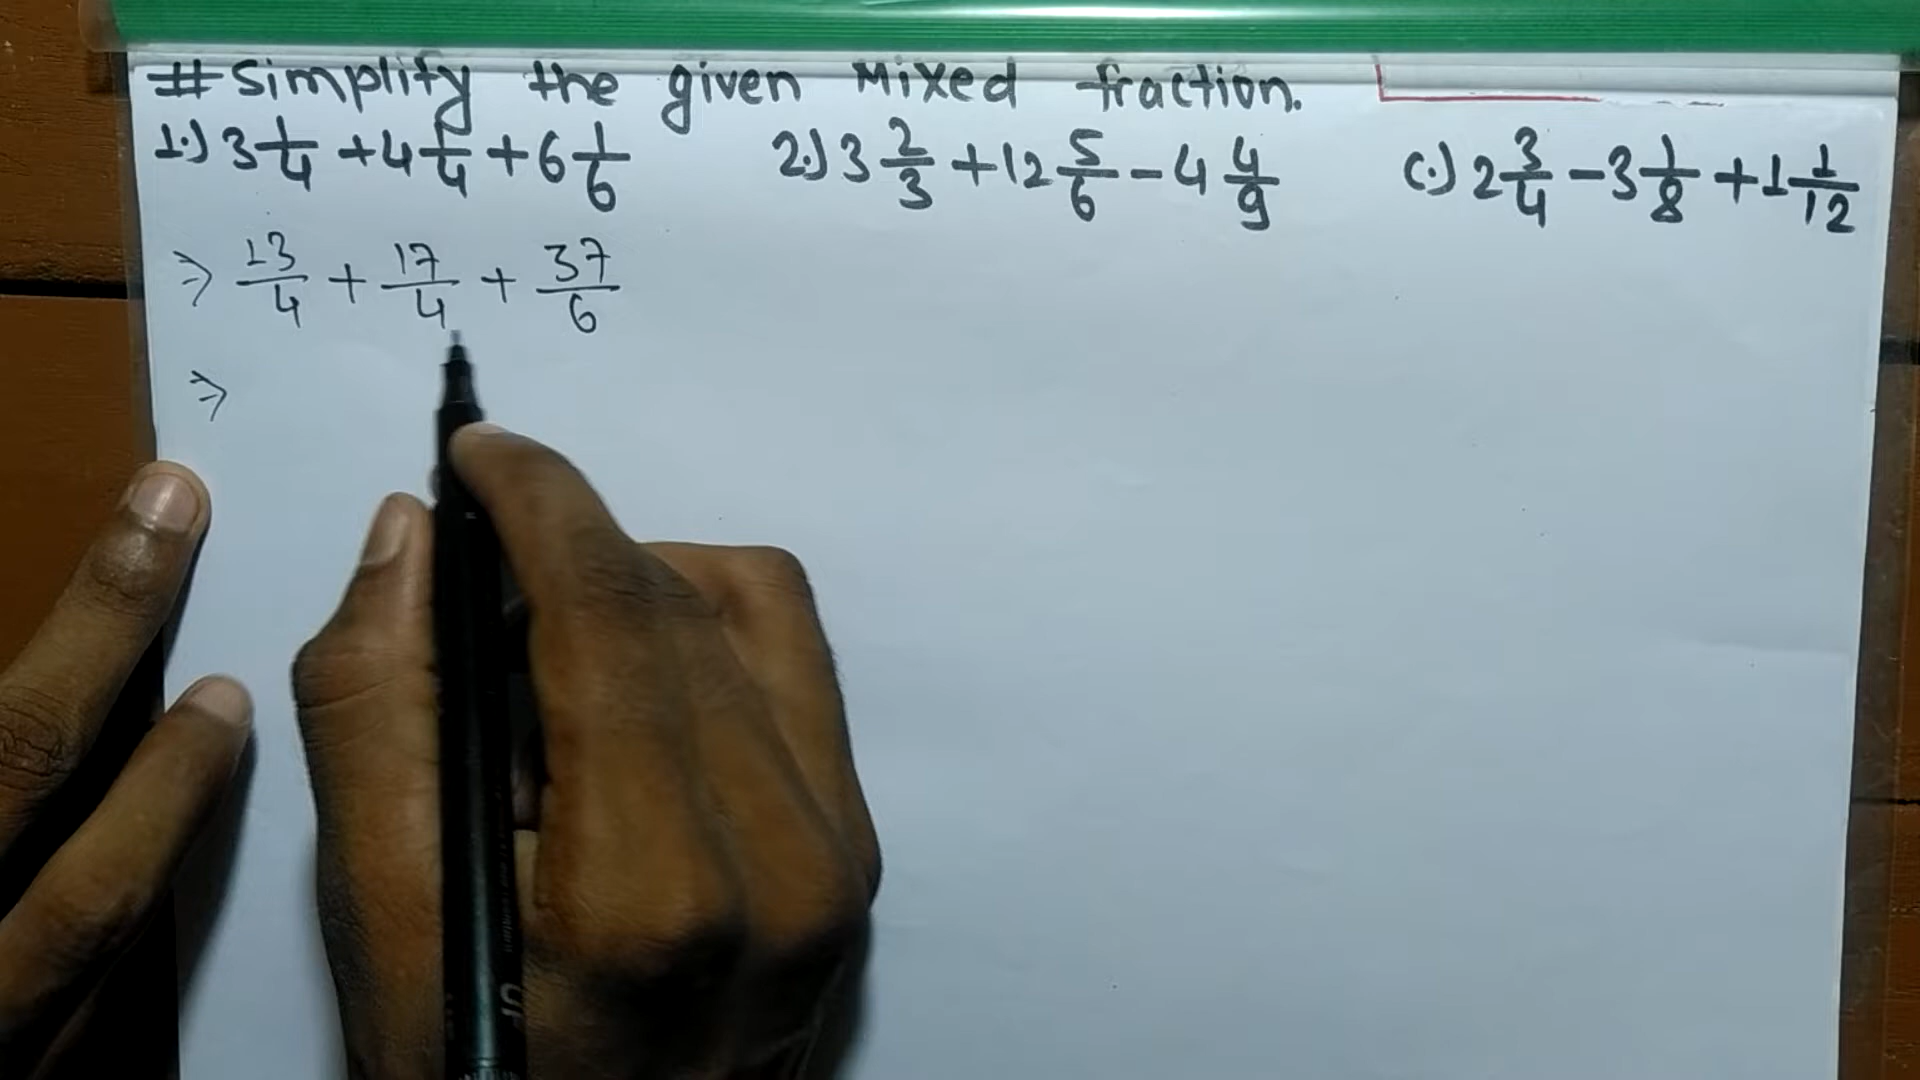 # Simplify the given Mixed fraction.
1.) 3 1/4 + 4 1/4 + 6 1/6 2.) 3 2/3 + 12 5/6 - 4 4/9 c.) 2 3/4 - 3 1/8 + 1 1/12
⇒ 13/4 + 17/4 + 37/6
⇒